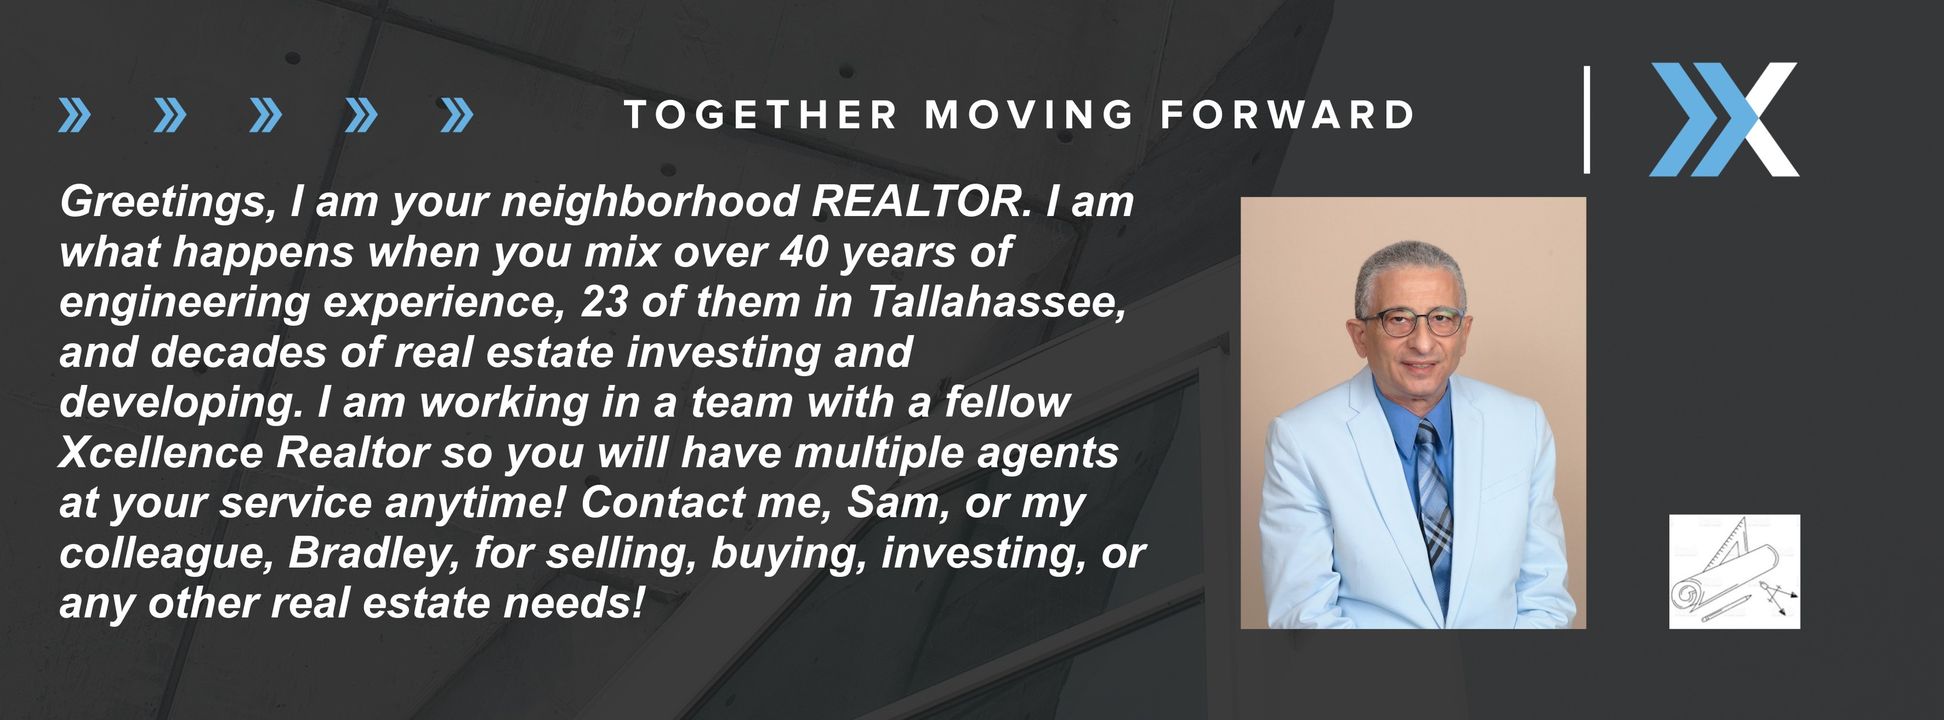 TOGETHER MOVING FORWARD
Greetings, I am your neighborhood REALTOR. I am
what happens when you mix over 40 years of
engineering experience, 23 of them in Tallahassee,
and decades of real estate investing and
developing. I am working in a team with a fellow
Xcellence Realtor so you will have multiple agents
at your service anytime! Contact me, Sam, or my
colleague, Bradley, for selling, buying, investing, or
any other real estate needs!